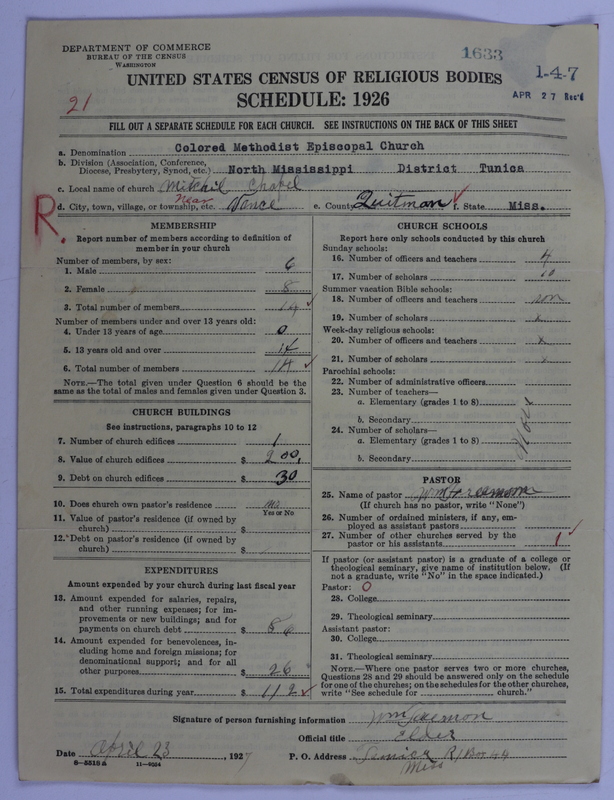 DEPARTMENT OF COMMERCE
BUREAU OF THE CENSUS
WASHINGTON
1633
1-4-7
APR 27 Rec'd
21
UNITED STATES CENSUS OF RELIGIOUS BODIES
SCHEDULE: 1926
FILL OUT A SEPARATE SCHEDULE FOR EACH CHURCH. SEE INSTRUCTIONS ON THE BACK OF THIS SHEET
a. Denomination Colored Methodist Episcopal Church
b. Division (Association, Conference, Diocese, Presbytery, Synod, etc.) North Mississippi District Tunica
c. Local name of church Mitchil Chapel
d. City, town, village, or township, etc. near Vance e. County Quitman f. State Miss.
R.
MEMBERSHIP
Report number of members according to definition of
member in your church
Number of members, by sex:
1. Male 6
2. Female 8
3. Total number of members 14
Number of members under and over 13 years old:
4. Under 13 years of age 0
5. 13 years old and over 14
6. Total number of members 14
NOTE.—The total given under Question 6 should be the
same as the total of males and females given under Question 3.
CHURCH BUILDINGS
See instructions, paragraphs 10 to 12
7. Number of church edifices 1
8. Value of church edifices $ 200,
9. Debt on church edifices $ 30
10. Does church own pastor's residence no
Yes or No
11. Value of pastor's residence (if owned by
church) $
12. Debt on pastor's residence (if owned by
church) $
EXPENDITURES
Amount expended by your church during last fiscal year
13. Amount expended for salaries, repairs,
and other running expenses; for im-
provements or new buildings; and for
payments on church debt $ 86
14. Amount expended for benevolences, in-
cluding home and foreign missions; for
denominational support; and for all
other purposes $ 26
15. Total expenditures during year $ 112
CHURCH SCHOOLS
Report here only schools conducted by this church
Sunday schools:
16. Number of officers and teachers 4
17. Number of scholars 10
Summer vacation Bible schools:
18. Number of officers and teachers non
19. Number of scholars x
Week-day religious schools:
20. Number of officers and teachers x
21. Number of scholars
Parochial schools:
22. Number of administrative officers
23. Number of teachers—
a. Elementary (grades 1 to 8)
b. Secondary
24. Number of scholars—
a. Elementary (grades 1 to 8)
b. Secondary
PASTOR
25. Name of pastor Wm
(If church has no pastor, write "None")
26. Number of ordained ministers, if any, em-
ployed as assistant pastors
27. Number of other churches served by the
pastor or his assistants 1
If pastor (or assistant pastor) is a graduate of a college or
theological seminary, give name of institution below. (If
not a graduate, write "No" in the space indicated.)
Pastor: O
28. College
29. Theological seminary
Assistant pastor:
30. College
31. Theological seminary
NOTE.—Where one pastor serves two or more churches,
Questions 28 and 29 should be answered only on the schedule
for one of the churches; on the schedules for the other churches,
write "See schedule for church."
Signature of person furnishing information Wm
Official title Elder
Date April 23 1927 P. O. Address R 1 Box 44
Miss
8—5518 a 11—9024